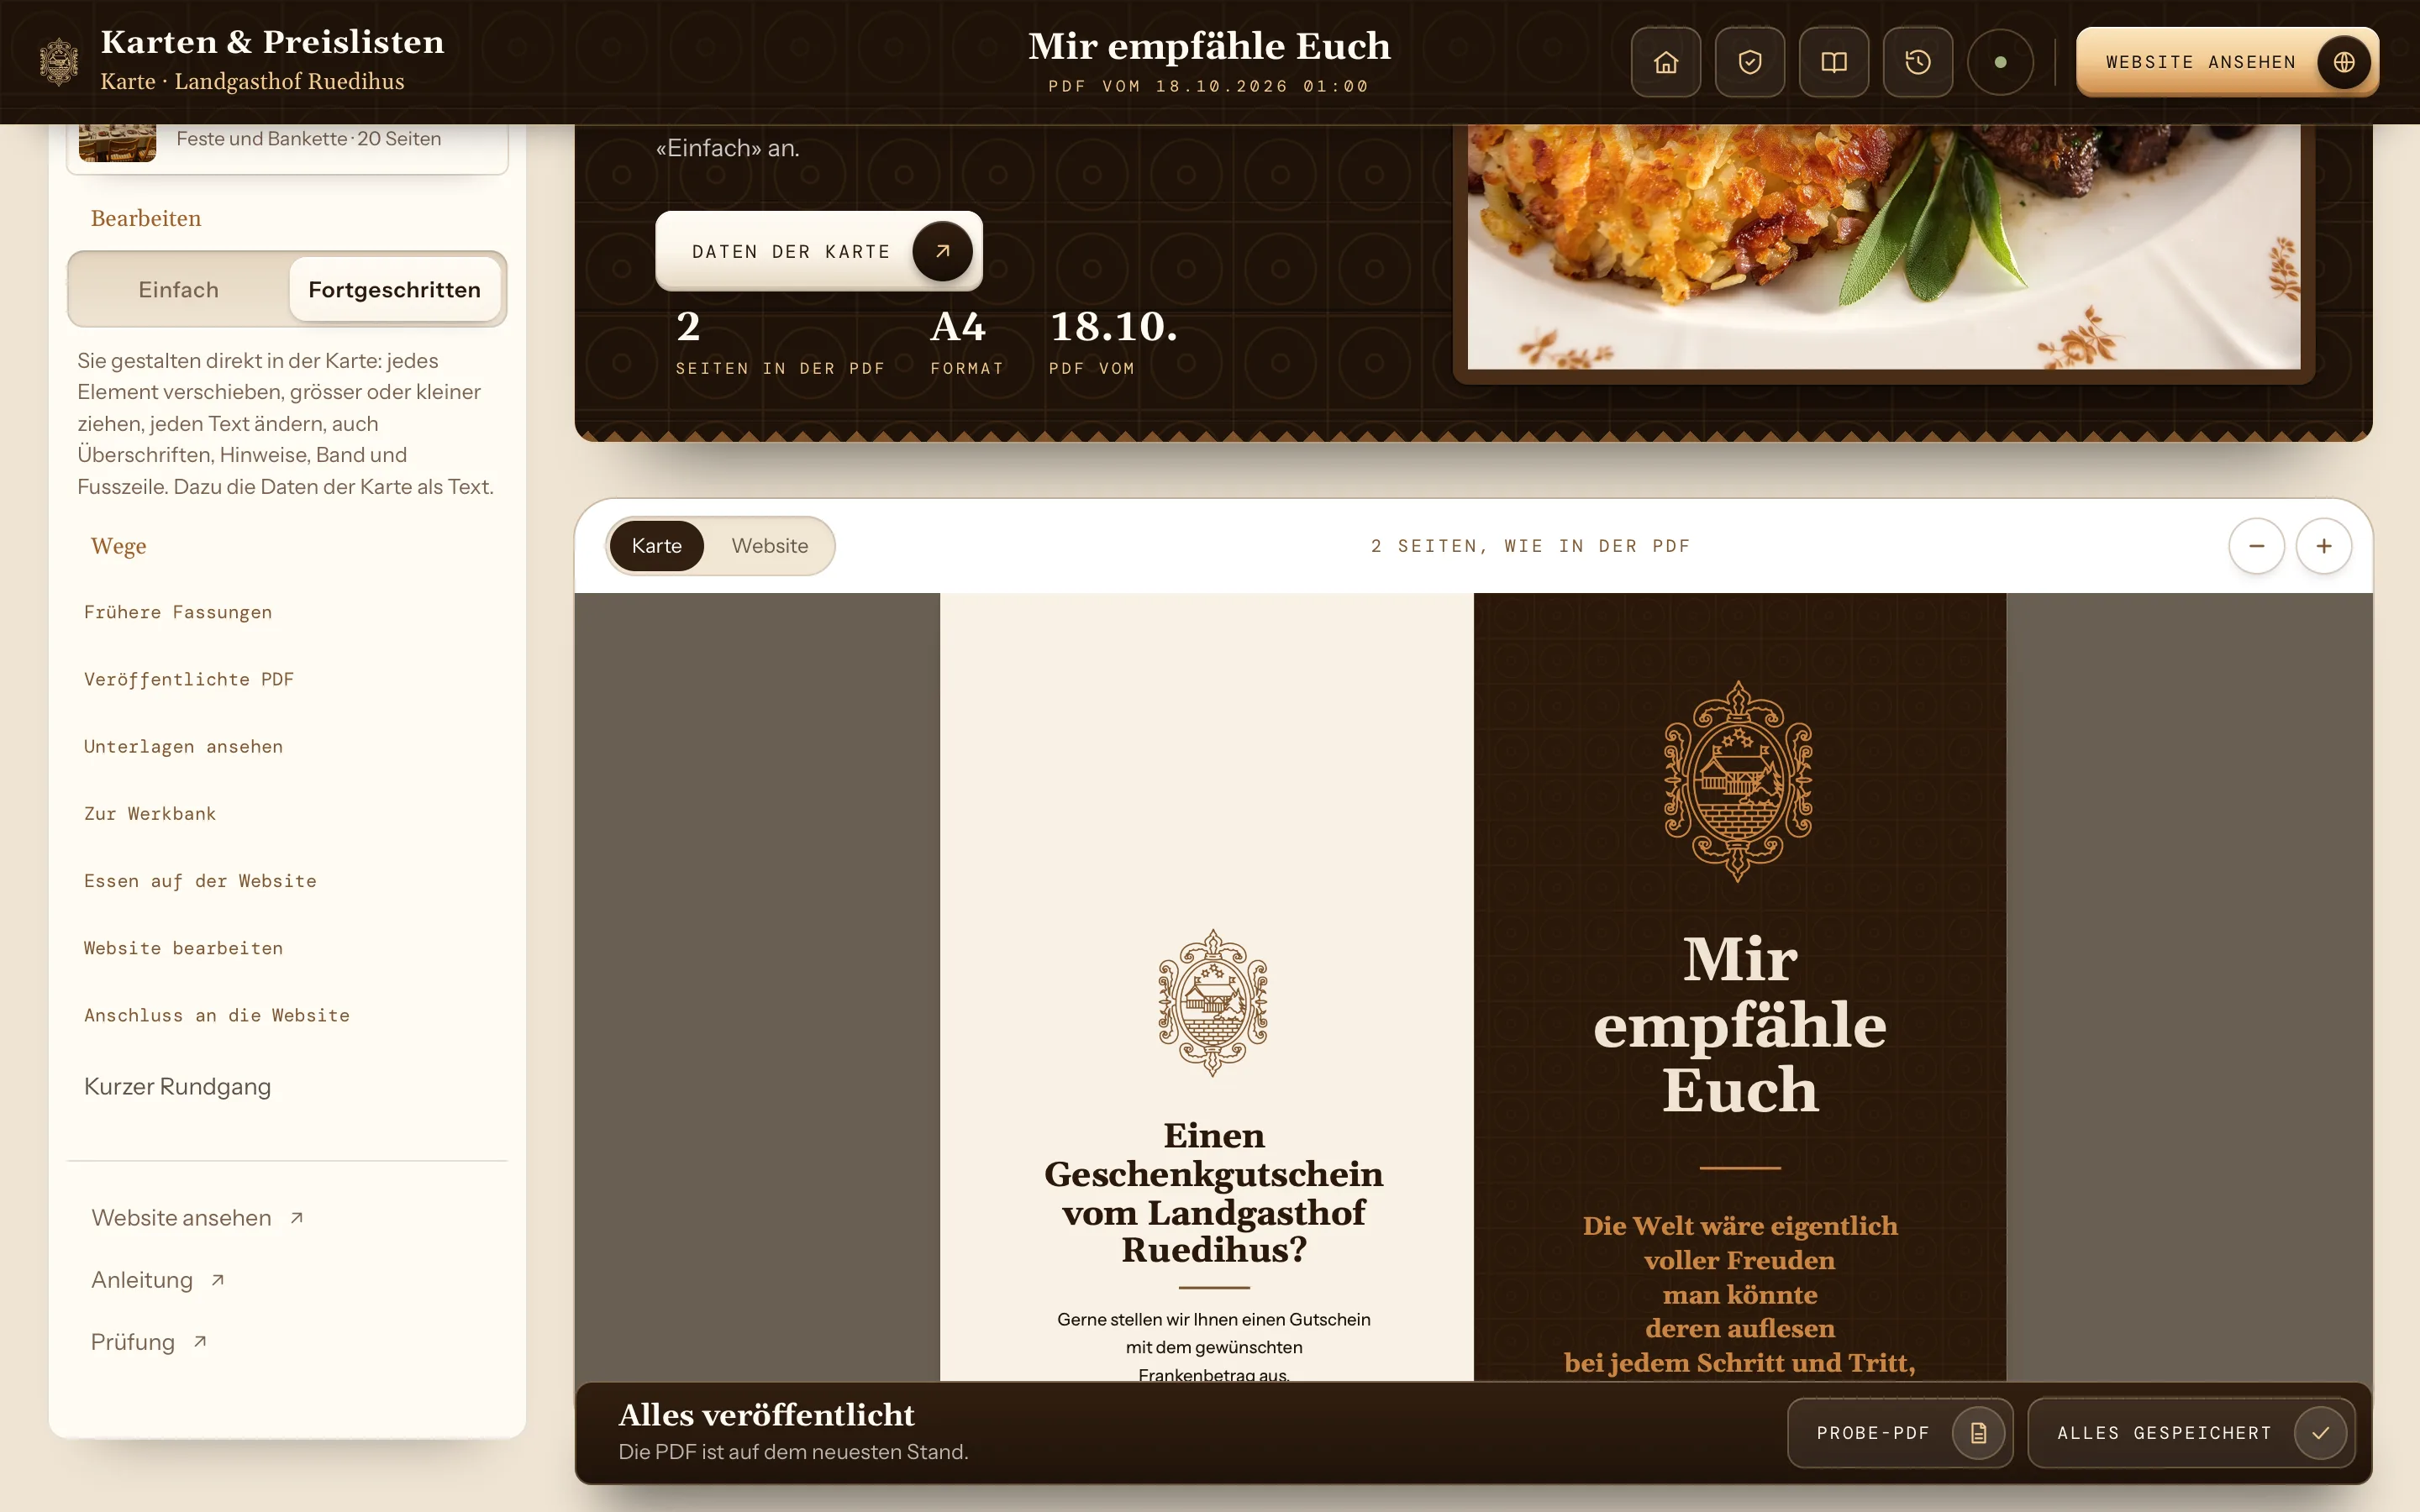 Karten & Preislisten
Karte · Landgasthof Ruedihus
Mir empfähle Euch
PDF VOM 18.10.2026 01:00
WEBSITE ANSEHEN
Feste und Bankette · 20 Seiten
Bearbeiten
Einfach
Fortgeschritten
Sie gestalten direkt in der Karte: jedes
Element verschieben, grösser oder kleiner
ziehen, jeden Text ändern, auch
Überschriften, Hinweise, Band und
Fusszeile. Dazu die Daten der Karte als Text.
Wege
Frühere Fassungen
Veröffentlichte PDF
Unterlagen ansehen
Zur Werkbank
Essen auf der Website
Website bearbeiten
Anschluss an die Website
Kurzer Rundgang
Website ansehen
Anleitung
Prüfung
«Einfach» an.
DATEN DER KARTE
2
SEITEN IN DER PDF
A4
FORMAT
18.10.
PDF VOM
Karte
Website
2 SEITEN, WIE IN DER PDF
Einen
Geschenkgutschein
vom Landgasthof
Ruedihus?
Gerne stellen wir Ihnen einen Gutschein
mit dem gewünschten
Frankenbetrag aus.
Mir
empfähle
Euch
Die Welt wäre eigentlich
voller Freuden
man könnte
deren auflesen
bei jedem Schritt und Tritt,
Alles veröffentlicht
Die PDF ist auf dem neuesten Stand.
PROBE-PDF
ALLES GESPEICHERT